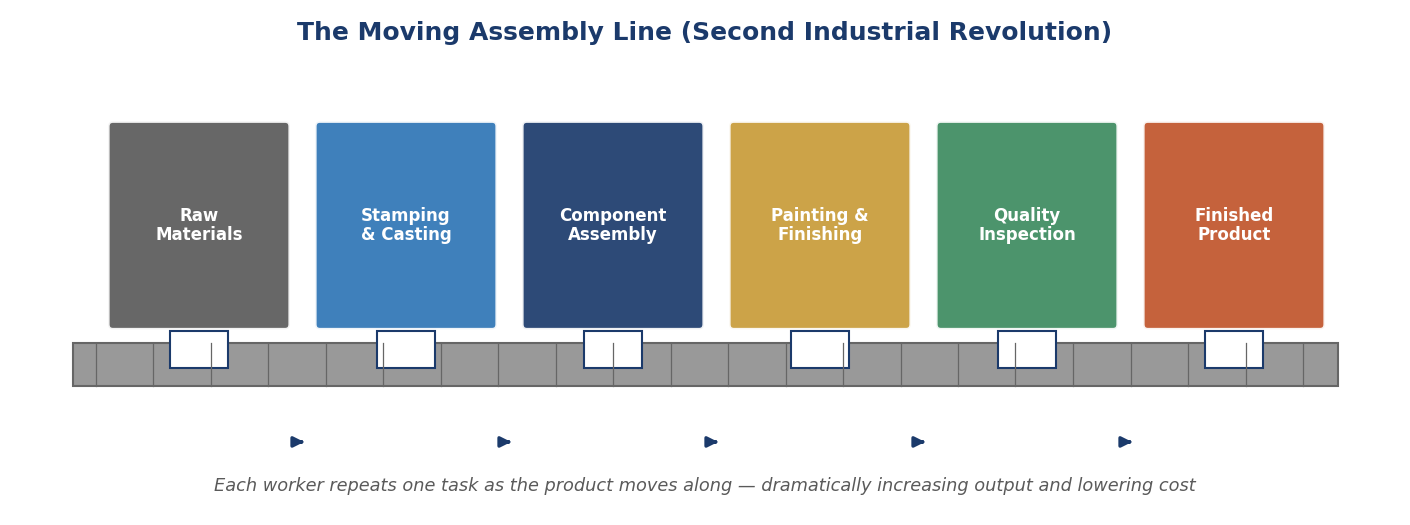 The Moving Assembly Line (Second Industrial Revolution)
Raw
Materials
Stamping
& Casting
Component
Assembly
Painting &
Finishing
Quality
Inspection
Finished
Product
Each worker repeats one task as the product moves along — dramatically increasing output and lowering cost